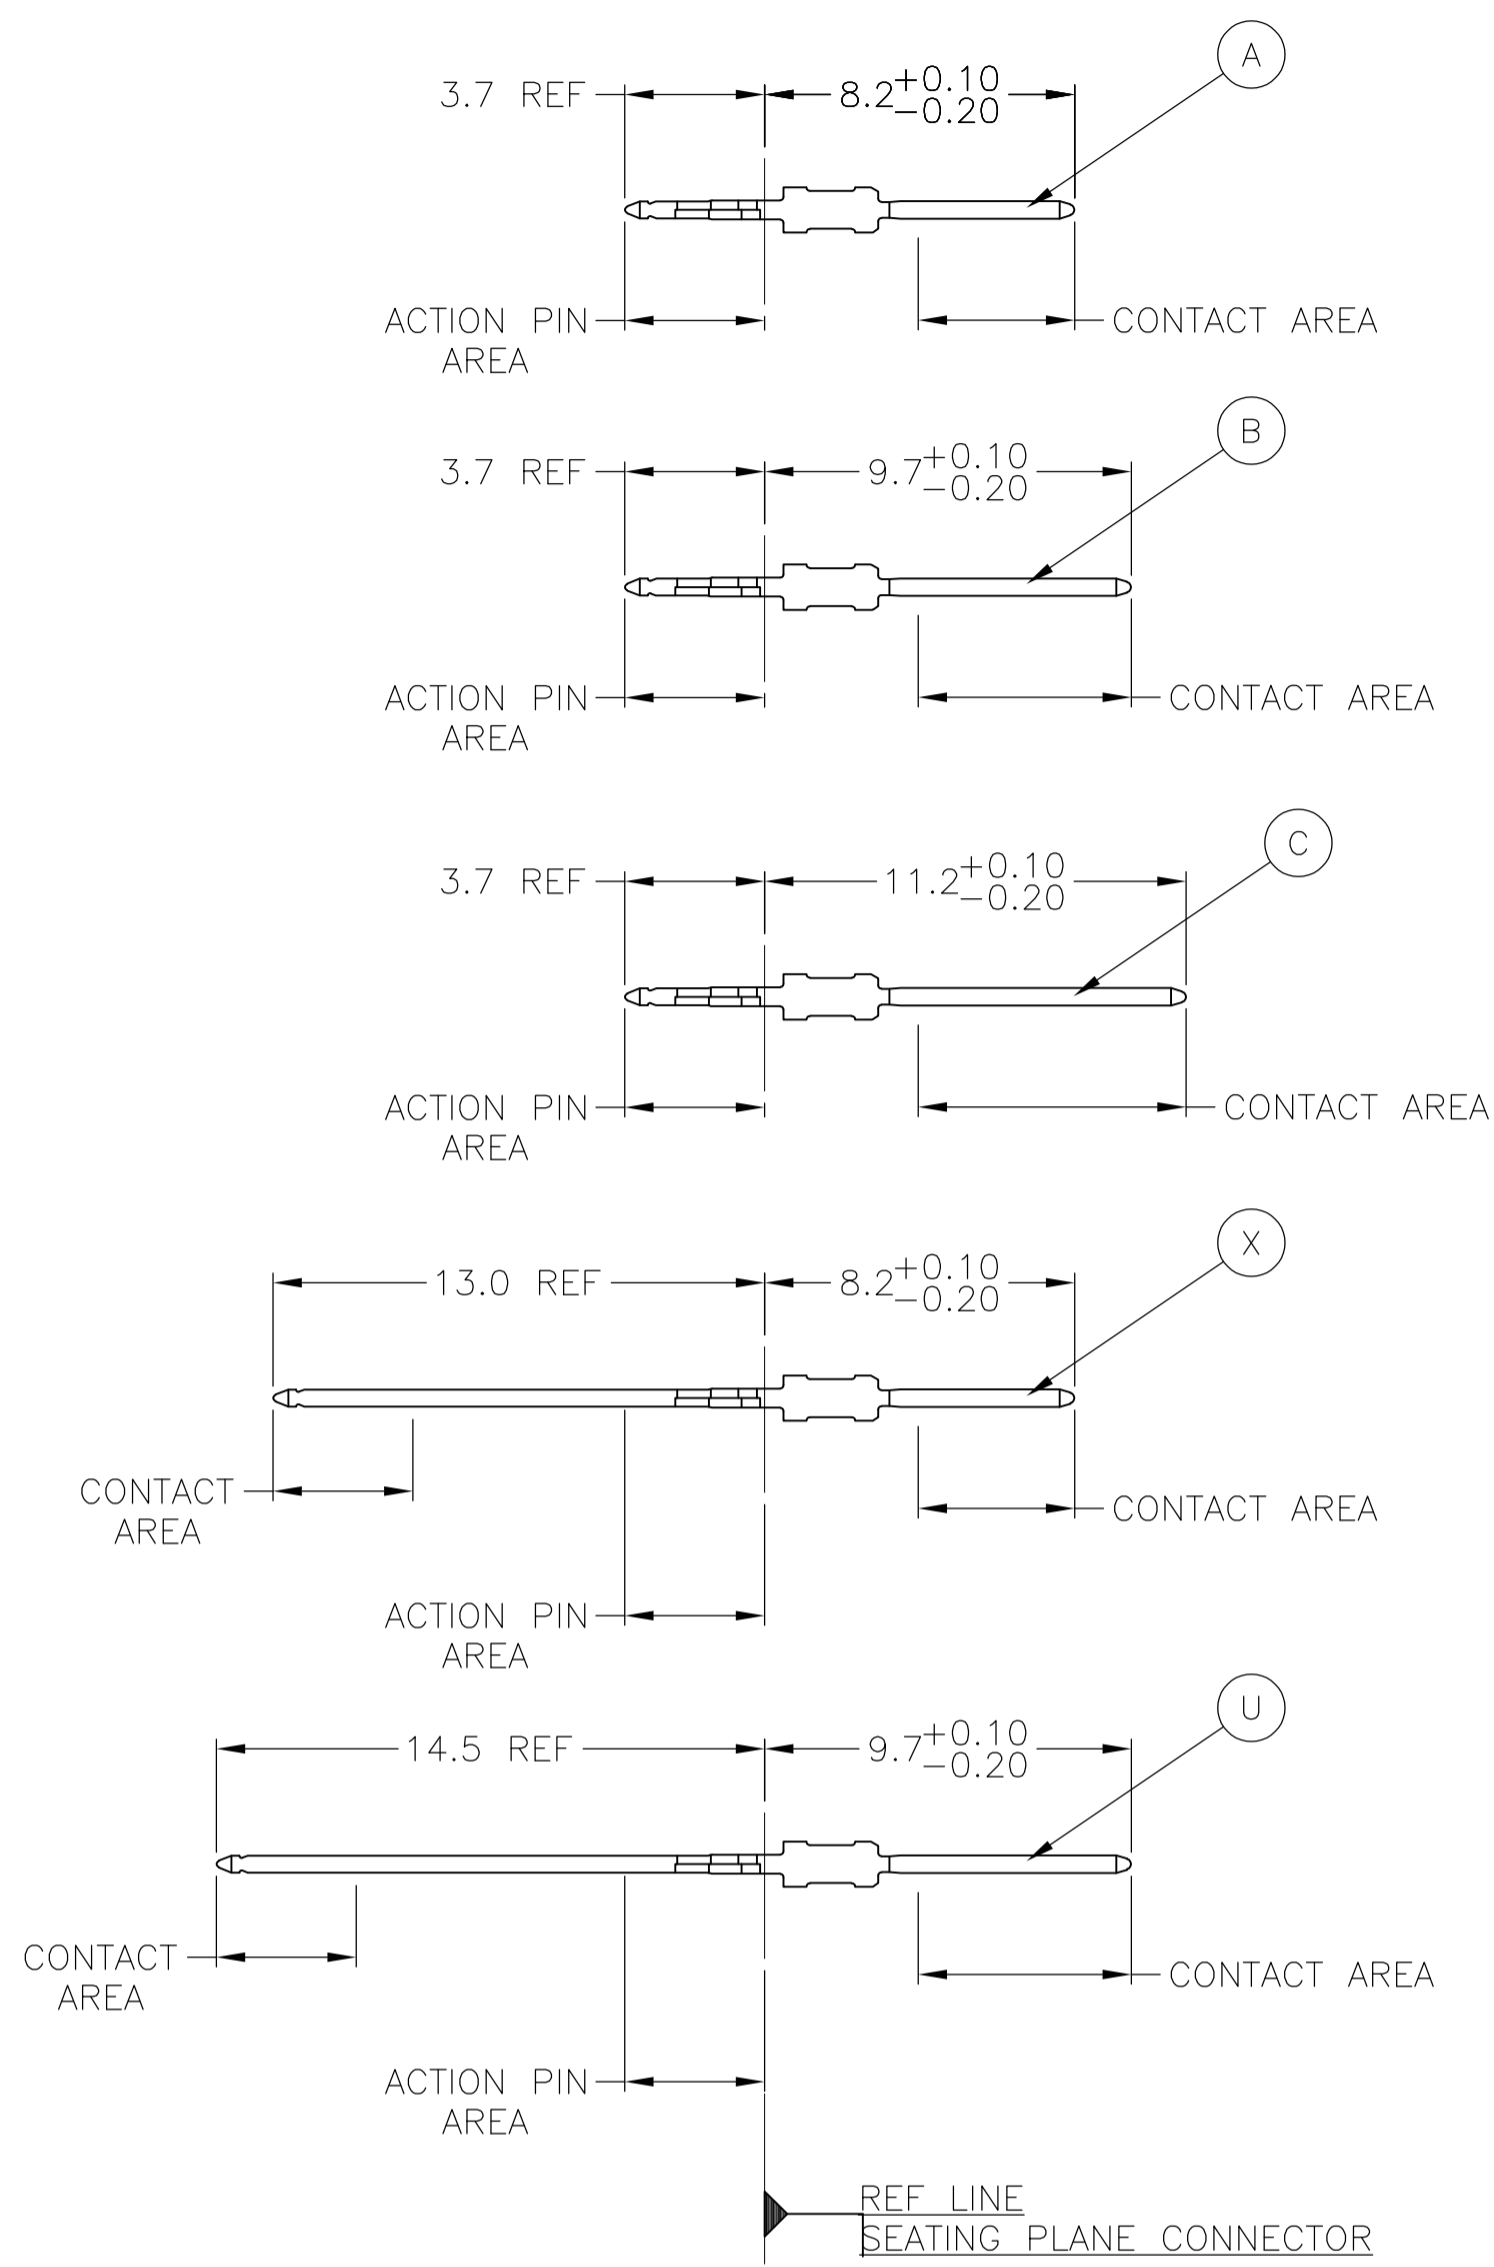 A
3.7 REF
8.2 +0.10 -0.20
ACTION PIN
AREA
CONTACT AREA
B
3.7 REF
9.7 +0.10 -0.20
ACTION PIN
AREA
CONTACT AREA
C
3.7 REF
11.2 +0.10 -0.20
ACTION PIN
AREA
CONTACT AREA
X
13.0 REF
8.2 +0.10 -0.20
CONTACT
AREA
CONTACT AREA
ACTION PIN
AREA
U
14.5 REF
9.7 +0.10 -0.20
CONTACT
AREA
CONTACT AREA
ACTION PIN
AREA
REF LINE
SEATING PLANE CONNECTOR